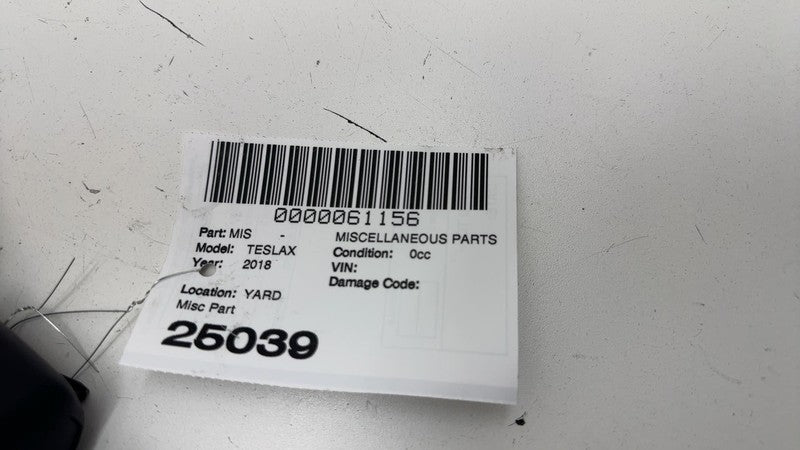 0000061156
Part: MIS - MISCELLANEOUS PARTS
Model: TESLAX Condition: 0cc
Year: 2018 VIN:
Damage Code:
Location: YARD
Misc Part
25039